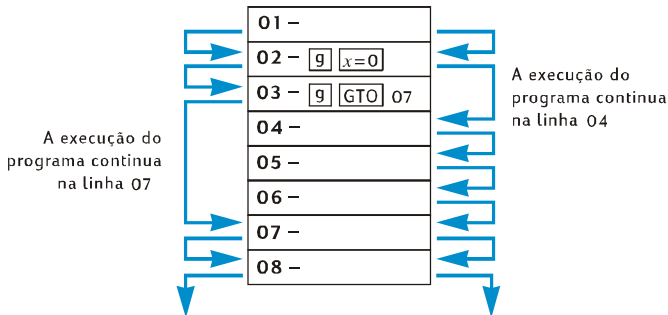 01 –
02 – g x=0
03 – g GTO 07
04 –
05 –
06 –
07 –
08 –
A execução do
programa continua
na linha 07
A execução do
programa continua
na linha 04